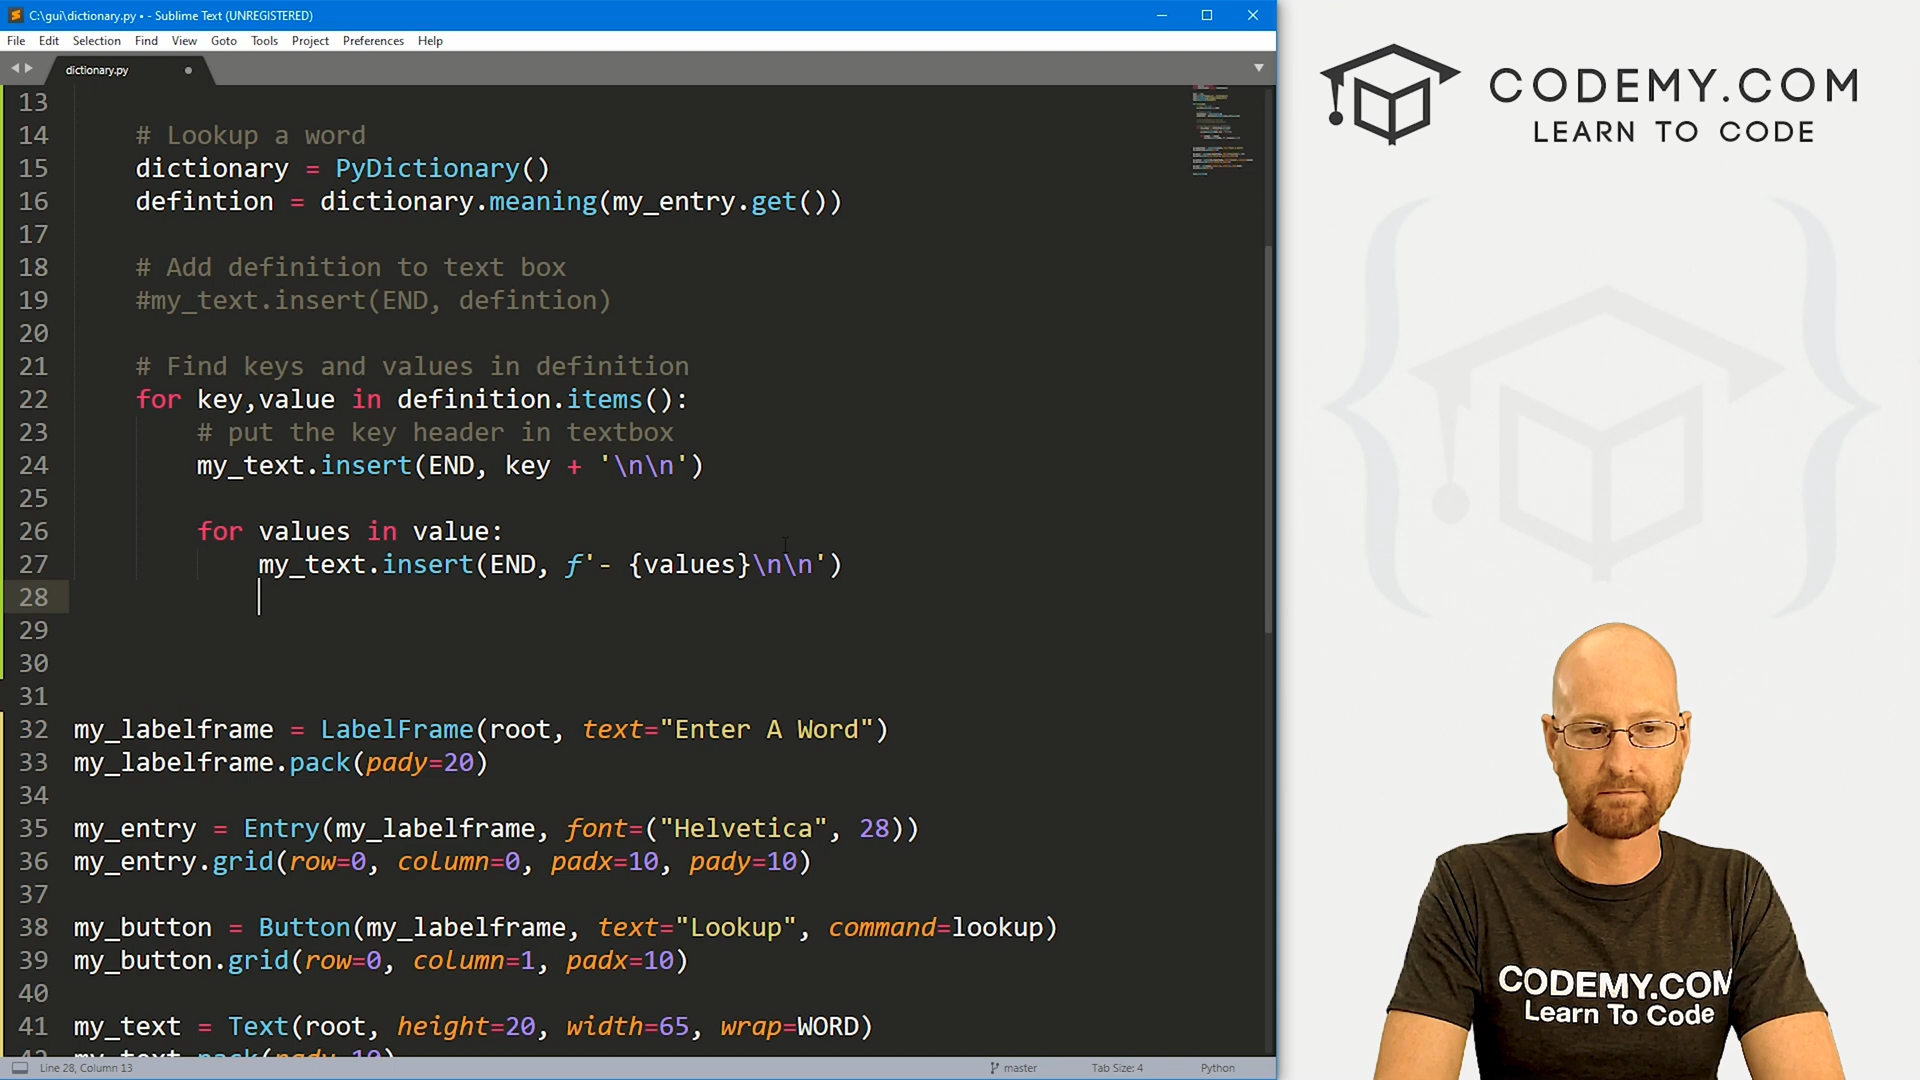 C:\gui\dictionary.py • - Sublime Text (UNREGISTERED)
File Edit Selection Find View Goto Tools Project Preferences Help
dictionary.py
13
14 # Lookup a word
15 dictionary = PyDictionary()
16 defintion = dictionary.meaning(my_entry.get())
17
18 # Add definition to text box
19 #my_text.insert(END, defintion)
20
21 # Find keys and values in definition
22 for key,value in definition.items():
23 # put the key header in textbox
24 my_text.insert(END, key + '\n\n')
25
26 for values in value:
27 my_text.insert(END, f'- {values}\n\n')
28
29
30
31
32 my_labelframe = LabelFrame(root, text="Enter A Word")
33 my_labelframe.pack(pady=20)
34
35 my_entry = Entry(my_labelframe, font=("Helvetica", 28))
36 my_entry.grid(row=0, column=0, padx=10, pady=10)
37
38 my_button = Button(my_labelframe, text="Lookup", command=lookup)
39 my_button.grid(row=0, column=1, padx=10)
40
41 my_text = Text(root, height=20, width=65, wrap=WORD)
42 my_text.pack(pady=10)
Line 28, Column 13
master
Tab Size: 4
Python
CODEMY.COM
LEARN TO CODE
CODEMY.COM
Learn To Code